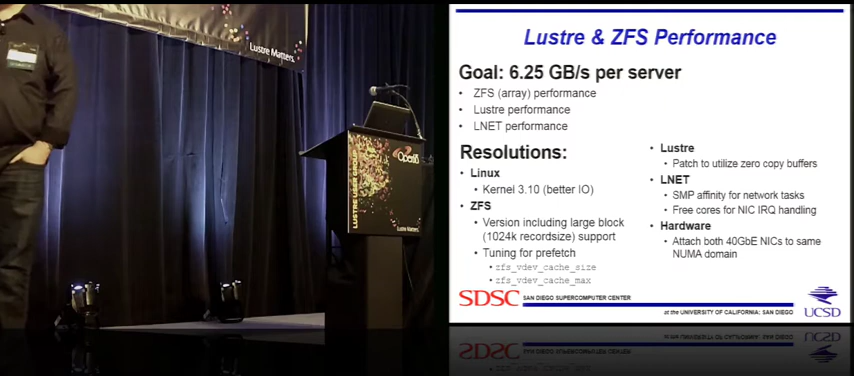 Lustre Matters.
OpenSFS
LUSTRE USER GROUP
Lustre Matters.
Lustre & ZFS Performance
Goal: 6.25 GB/s per server
• ZFS (array) performance
• Lustre performance
• LNET performance
Resolutions:
• Linux
• Kernel 3.10 (better IO)
• ZFS
• Version including large block
(1024k recordsize) support
• Tuning for prefetch
• zfs_vdev_cache_size
• zfs_vdev_cache_max
• Lustre
• Patch to utilize zero copy buffers
• LNET
• SMP affinity for network tasks
• Free cores for NIC IRQ handling
• Hardware
• Attach both 40GbE NICs to same
NUMA domain
SDSC SAN DIEGO SUPERCOMPUTER CENTER
at the UNIVERSITY OF CALIFORNIA; SAN DIEGO
UCSD